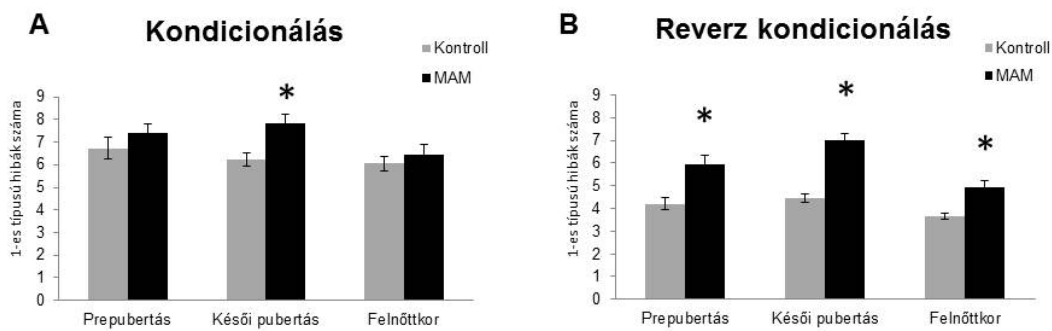 A
Kondicionálás
Kontroll
MAM
1-es típusú hibák száma
9
8
7
6
5
4
3
2
1
0
*
Prepubertás
Késői pubertás
Felnőttkor
B
Reverz kondicionálás
Kontroll
MAM
1-es típusú hibák száma
9
8
7
6
5
4
3
2
1
0
*
*
*
Prepubertás
Késői pubertás
Felnőttkor